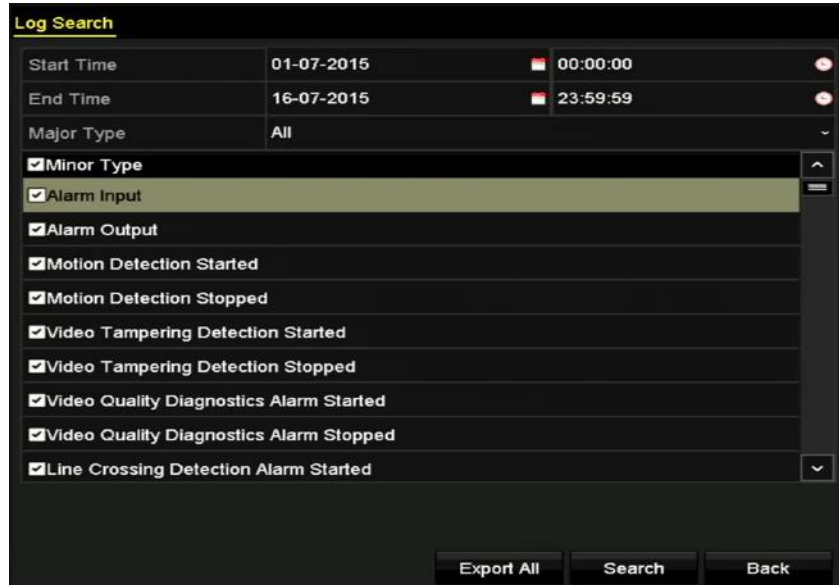 Log Search
Start Time 01-07-2015 00:00:00
End Time 16-07-2015 23:59:59
Major Type All
Minor Type
Alarm Input
Alarm Output
Motion Detection Started
Motion Detection Stopped
Video Tampering Detection Started
Video Tampering Detection Stopped
Video Quality Diagnostics Alarm Started
Video Quality Diagnostics Alarm Stopped
Line Crossing Detection Alarm Started
Export All Search Back